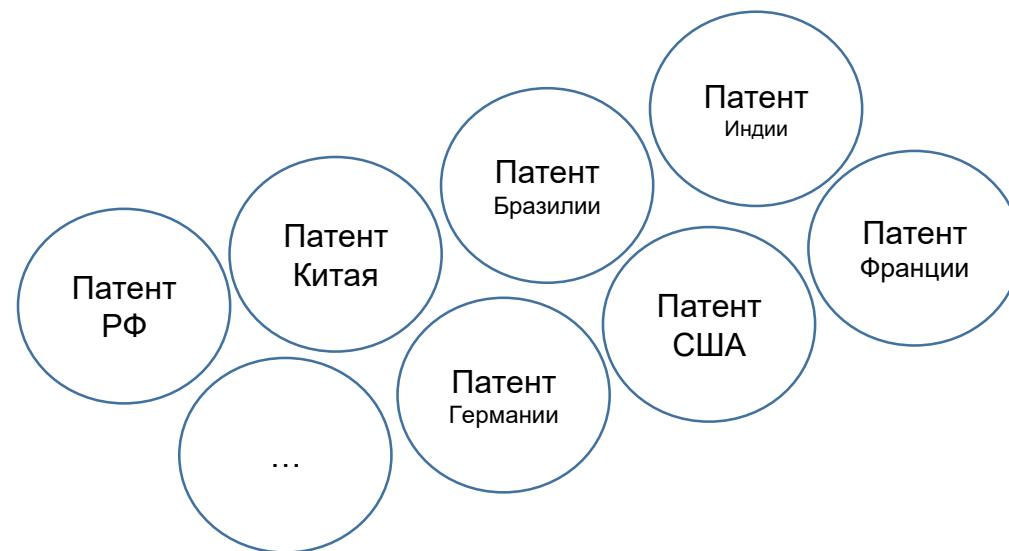 Патент
Индии
Патент
Бразилии
Патент
Франции
Патент
Китая
Патент
РФ
Патент
США
Патент
Германии
...